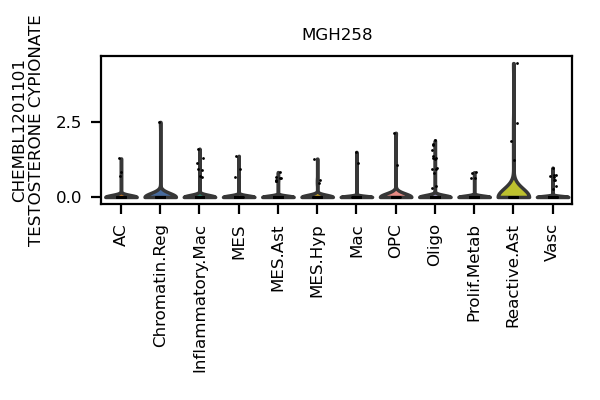 MGH258
CHEMBL1201101
TESTOSTERONE CYPIONATE
2.5
0.0
AC
Chromatin.Reg
Inflammatory.Mac
MES
MES.Ast
MES.Hyp
Mac
OPC
Oligo
Prolif.Metab
Reactive.Ast
Vasc